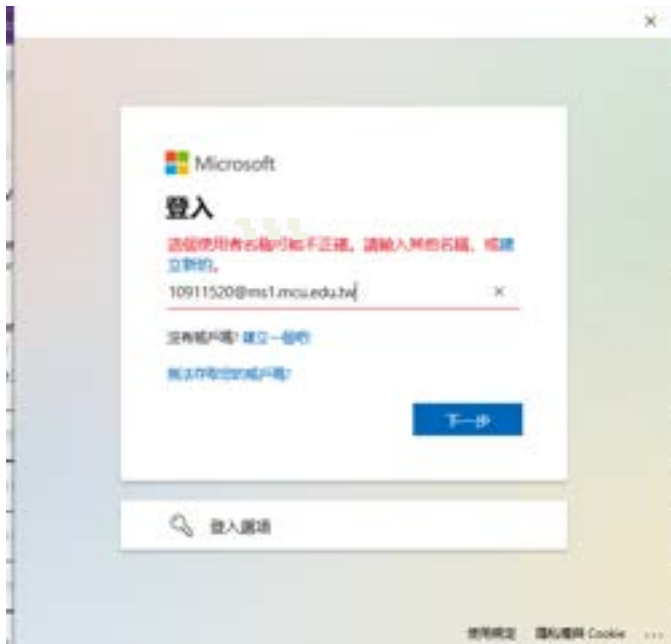 Microsoft
登入
這個使用者名稱可能不正確。請輸入其他名稱，或建
立新的。
10911520@ms1.mcu.edu.tw
沒有帳戶嗎? 建立一個吧!
無法存取您的帳戶嗎?
下一步
登入選項
使用規定 隱私權與 Cookie ...